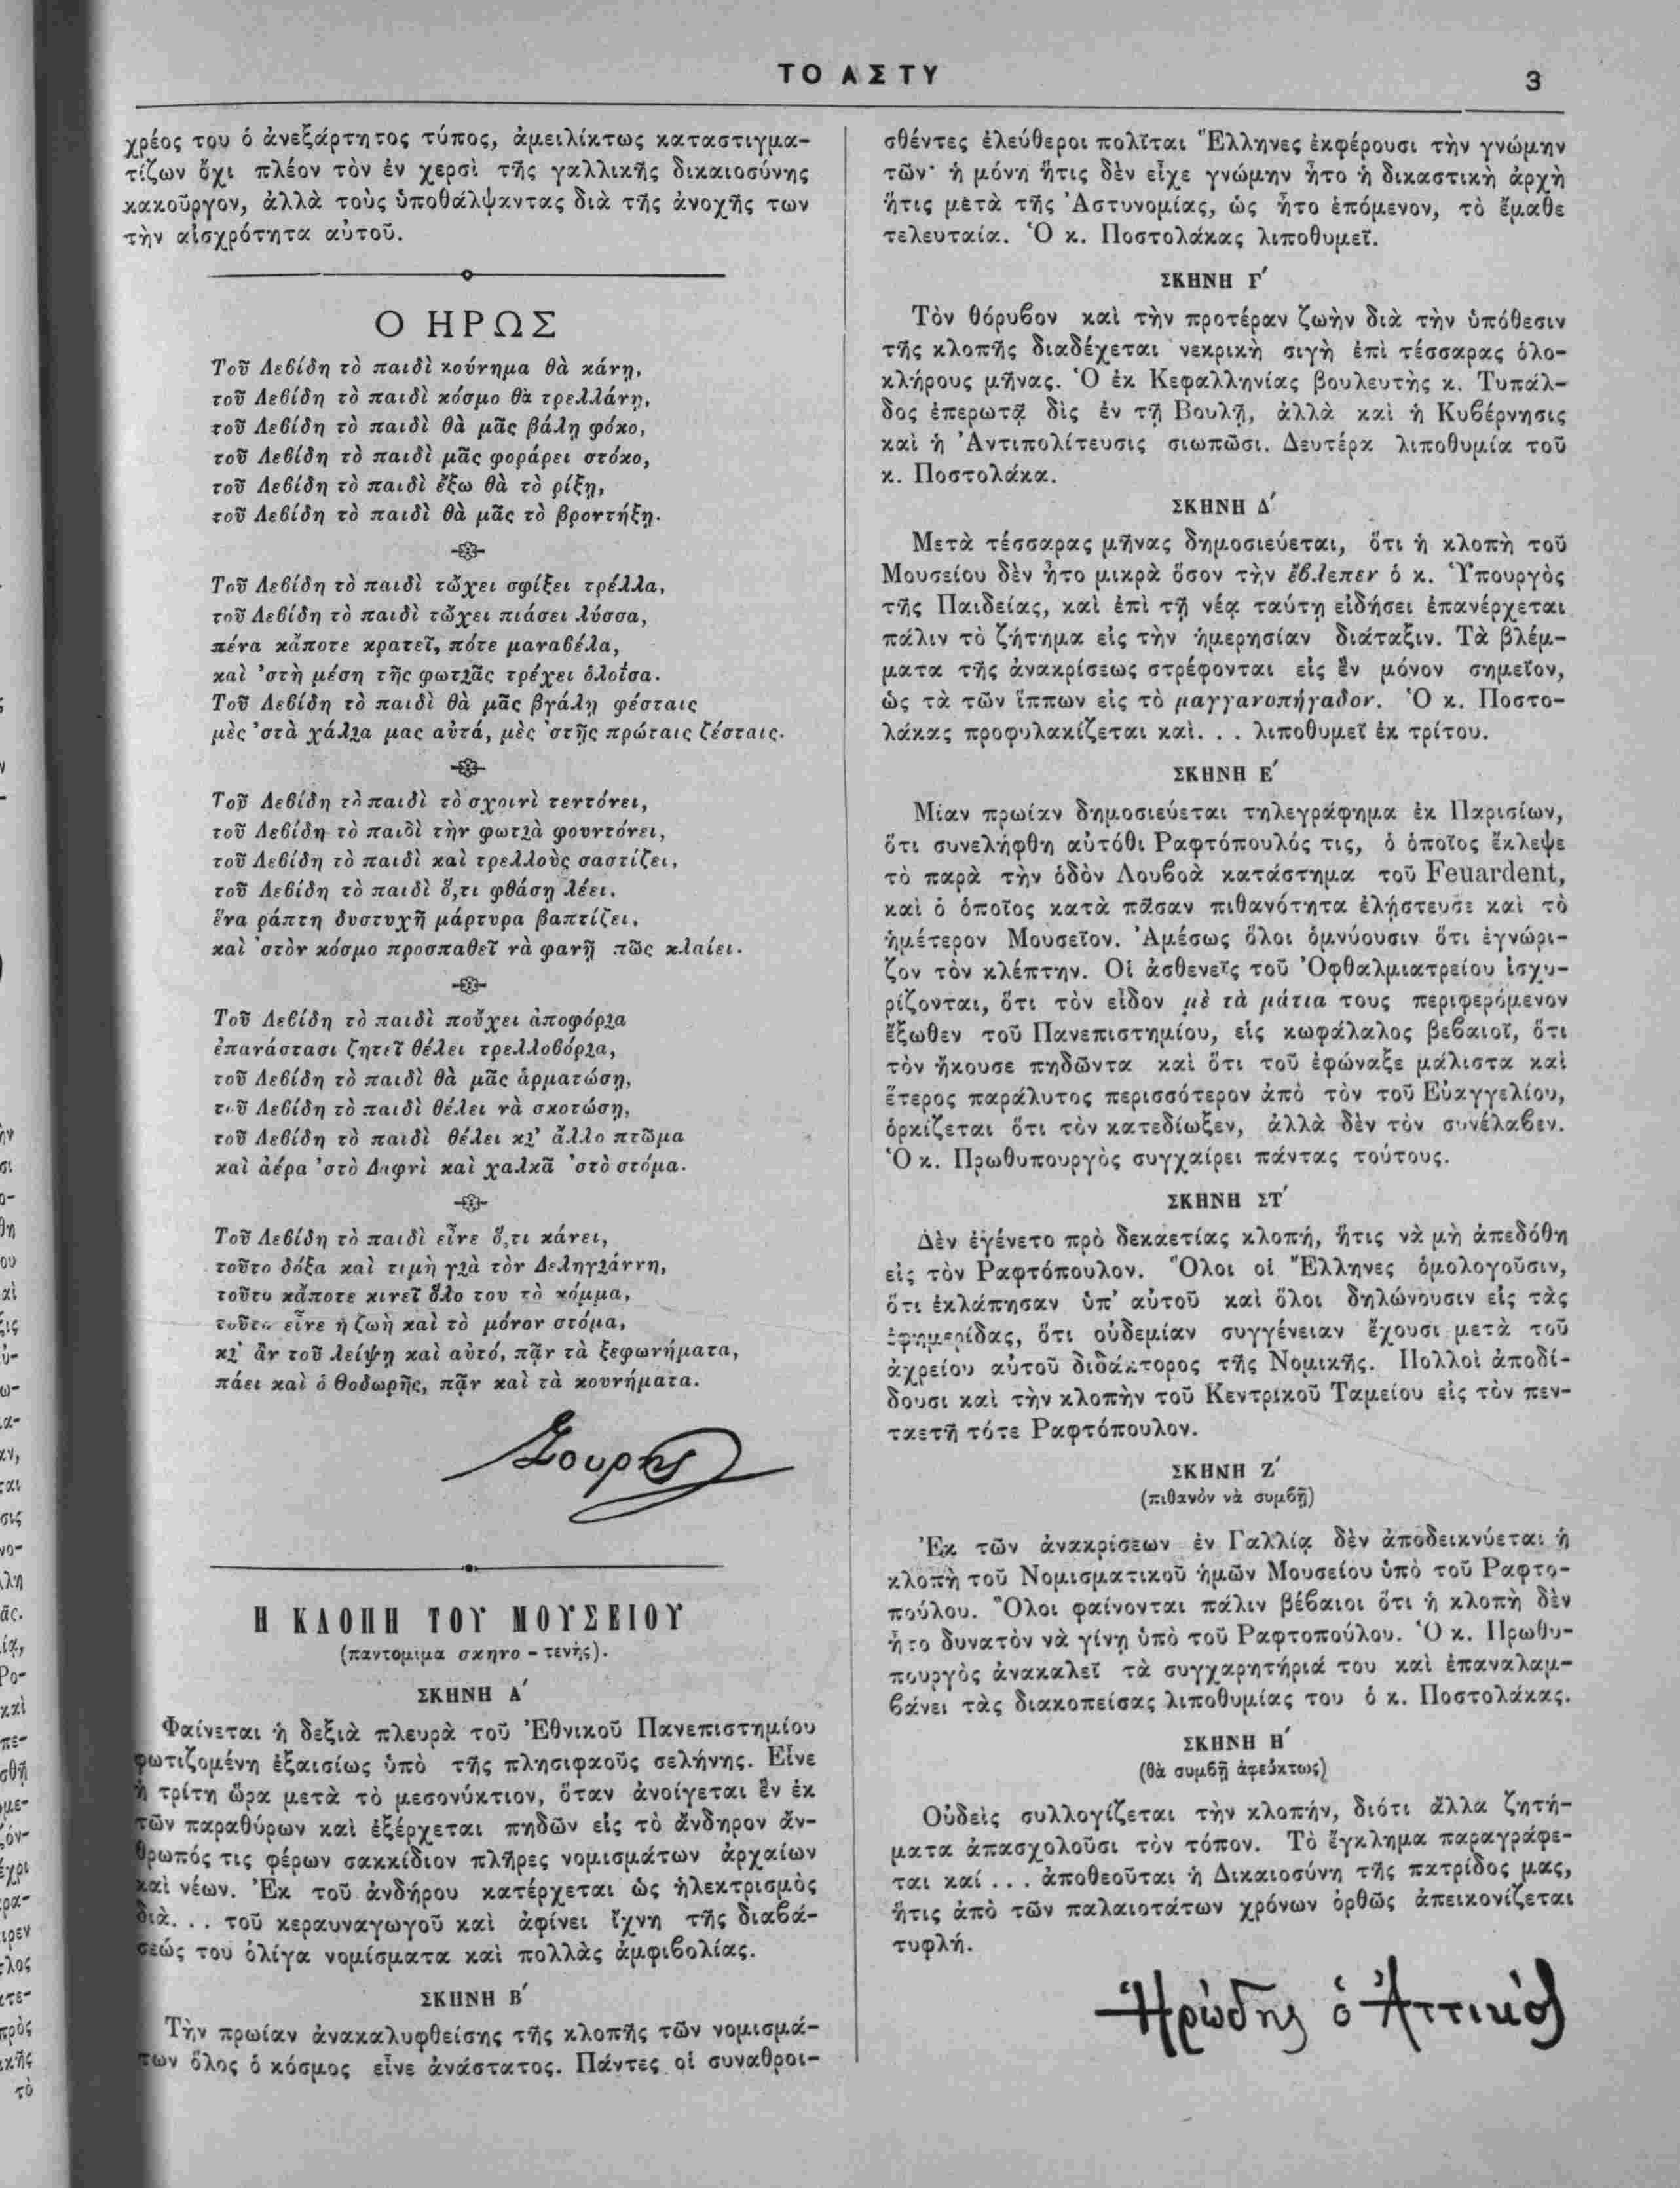 ΤΟ ΑΣΤΥ
3
χρέος του ὁ ἀνεξάρτητος τύπος, ἀμειλίκτως καταστιγμα-
τίζων ὄχι πλέον τὸν ἐν χερσὶ τῆς γαλλικῆς δικαιοσύνης
κακοῦργον, ἀλλὰ τοὺς ὑποθάλψαντας διὰ τῆς ἀνοχῆς των
τὴν αἰσχρότητα αὐτοῦ.
Ο ΗΡΩΣ
Τοῦ Λεβίδη τὸ παιδὶ κούνημα θὰ κάνῃ,
τοῦ Λεβίδη τὸ παιδὶ κόσμο θὰ τρελλάνῃ,
τοῦ Λεβίδη τὸ παιδὶ θὰ μᾶς βάλῃ φόκο,
τοῦ Λεβίδη τὸ παιδὶ μᾶς φοράρει στόκο,
τοῦ Λεβίδη τὸ παιδὶ ἔξω θὰ τὸ ρίξῃ,
τοῦ Λεβίδη τὸ παιδὶ θὰ μᾶς τὸ βροντήξῃ.
Τοῦ Λεβίδη τὸ παιδὶ τὤχει σφίξει τρέλλα,
τοῦ Λεβίδη τὸ παιδὶ τὤχει πιάσει λύσσα,
πένα κᾄποτε κρατεῖ, πότε μαναβέλα,
καὶ ’στὴ μέση τῆς φωτιᾶς τρέχει ὁλοΐσα.
Τοῦ Λεβίδη τὸ παιδὶ θὰ μᾶς βγάλῃ φέσταις
μὲς ’στὰ χάλια μας αὐτά, μὲς ’στῇς πρώταις ζέσταις.
Τοῦ Λεβίδη τὸ παιδὶ τὸ σχοινὶ τεντόνει,
τοῦ Λεβίδη τὸ παιδὶ τὴν φωτιὰ φουντόνει,
τοῦ Λεβίδη τὸ παιδὶ καὶ τρελλοὺς σαστίζει,
τοῦ Λεβίδη τὸ παιδὶ ὅ,τι φθάσῃ λέει,
ἕνα ράπτη δυστυχῆ μάρτυρα βαπτίζει,
καὶ ’στὸν κόσμο προσπαθεῖ νὰ φανῇ πῶς κλαίει.
Τοῦ Λεβίδη τὸ παιδὶ ποὖχει ἀποφόρια
ἐπανάστασι ζητεῖ θέλει τρελλοβόρια,
τοῦ Λεβίδη τὸ παιδὶ θὰ μᾶς ἁρματώσῃ,
τοῦ Λεβίδη τὸ παιδὶ θέλει νὰ σκοτώσῃ,
τοῦ Λεβίδη τὸ παιδὶ θέλει κι’ ἄλλο πτῶμα
καὶ ἀέρα ’στὸ Δαφνὶ καὶ χαλκᾶ ’στὸ στόμα.
Τοῦ Λεβίδη τὸ παιδὶ εἶνε ὅ,τι κάνει,
τοῦτο δόξα καὶ τιμὴ γιὰ τὸν Δεληγιάννη,
τοῦτο κᾄποτε κινεῖ ὅλο του τὸ κόμμα,
τοῦτο εἶνε ἡ ζωὴ καὶ τὸ μόνον στόμα,
κι’ ἂν τοῦ λείψῃ καὶ αὐτό, πᾷν τὰ ξεφωνήματα,
πάει καὶ ὁ Θοδωρῆς, πᾷν καὶ τὰ κουνήματα.
Σουρῆς
Η ΚΛΟΠΗ ΤΟΥ ΜΟΥΣΕΙΟΥ
(παντομιμα σκηνο – τενής).
ΣΚΗΝΗ Α΄
Φαίνεται ἡ δεξιὰ πλευρὰ τοῦ Ἐθνικοῦ Πανεπιστημίου
φωτιζομένη ἐξαισίως ὑπὸ τῆς πλησιφαοῦς σελήνης. Εἶνε
ἡ τρίτη ὥρα μετὰ τὸ μεσονύκτιον, ὅταν ἀνοίγεται ἓν ἐκ
τῶν παραθύρων καὶ ἐξέρχεται πηδῶν εἰς τὸ ἄνδηρον ἄν-
θρωπός τις φέρων σακκίδιον πλῆρες νομισμάτων ἀρχαίων
καὶ νέων. Ἐκ τοῦ ἀνδήρου κατέρχεται ὡς ἠλεκτρισμὸς
διὰ... τοῦ κεραυναγωγοῦ καὶ ἀφίνει ἴχνη τῆς διαβά-
σεώς του ὀλίγα νομίσματα καὶ πολλὰς ἀμφιβολίας.
ΣΚΗΝΗ Β΄
Τὴν πρωίαν ἀνακαλυφθείσης τῆς κλοπῆς τῶν νομισμά-
των ὅλος ὁ κόσμος εἶνε ἀνάστατος. Πάντες οἱ συναθροι-
σθέντες ἐλεύθεροι πολῖται Ἕλληνες ἐκφέρουσι τὴν γνώμην
τῶν· ἡ μόνη ἥτις δὲν εἶχε γνώμην ἦτο ἡ δικαστικὴ ἀρχὴ
ἥτις μετὰ τῆς Ἀστυνομίας, ὡς ἦτο ἑπόμενον, τὸ ἔμαθε
τελευταία. Ὁ κ. Ποστολάκας λιποθυμεῖ.
ΣΚΗΝΗ Γ΄
Τὸν θόρυβον καὶ τὴν προτέραν ζωὴν διὰ τὴν ὑπόθεσιν
τῆς κλοπῆς διαδέχεται νεκρικὴ σιγὴ ἐπὶ τέσσαρας ὁλο-
κλήρους μῆνας. Ὁ ἐκ Κεφαλληνίας βουλευτὴς κ. Τυπάλ-
δος ἐπερωτᾷ δὶς ἐν τῇ Βουλῇ, ἀλλὰ καὶ ἡ Κυβέρνησις
καὶ ἡ Ἀντιπολίτευσις σιωπῶσι. Δευτέρα λιποθυμία τοῦ
κ. Ποστολάκα.
ΣΚΗΝΗ Δ΄
Μετὰ τέσσαρας μῆνας δημοσιεύεται, ὅτι ἡ κλοπὴ τοῦ
Μουσείου δὲν ἦτο μικρὰ ὅσον τὴν ἔβλεπεν ὁ κ. Ὑπουργὸς
τῆς Παιδείας, καὶ ἐπὶ τῇ νέᾳ ταύτῃ εἰδήσει ἐπανέρχεται
πάλιν τὸ ζήτημα εἰς τὴν ἡμερησίαν διάταξιν. Τὰ βλέμ-
ματα τῆς ἀνακρίσεως στρέφονται εἰς ἓν μόνον σημεῖον,
ὡς τὰ τῶν ἵππων εἰς τὸ μαγγανοπήγαδον. Ὁ κ. Ποστο-
λάκας προφυλακίζεται καὶ... λιποθυμεῖ ἐκ τρίτου.
ΣΚΗΝΗ Ε΄
Μίαν πρωίαν δημοσιεύεται τηλεγράφημα ἐκ Παρισίων,
ὅτι συνελήφθη αὐτόθι Ραφτόπουλός τις, ὁ ὁποῖος ἔκλεψε
τὸ παρὰ τὴν ὁδὸν Λουβοὰ κατάστημα τοῦ Feuardent,
καὶ ὁ ὁποῖος κατὰ πᾶσαν πιθανότητα ἐλήστευσε καὶ τὸ
ἡμέτερον Μουσεῖον. Ἀμέσως ὅλοι ὀμνύουσιν ὅτι ἐγνώρι-
ζον τὸν κλέπτην. Οἱ ἀσθενεῖς τοῦ Ὀφθαλμιατρείου ἰσχυ-
ρίζονται, ὅτι τὸν εἶδον μὲ τὰ μάτια τους περιφερόμενον
ἔξωθεν τοῦ Πανεπιστημίου, εἰς κωφάλαλος βεβαιοῖ, ὅτι
τὸν ἤκουσε πηδῶντα καὶ ὅτι τοῦ ἐφώναξε μάλιστα καὶ
ἕτερος παράλυτος περισσότερον ἀπὸ τὸν τοῦ Εὐαγγελίου,
ὁρκίζεται ὅτι τὸν κατεδίωξεν, ἀλλὰ δὲν τὸν συνέλαβεν.
Ὁ κ. Πρωθυπουργὸς συγχαίρει πάντας τούτους.
ΣΚΗΝΗ ΣΤ΄
Δὲν ἐγένετο πρὸ δεκαετίας κλοπή, ἥτις νὰ μὴ ἀπεδόθη
εἰς τὸν Ραφτόπουλον. Ὅλοι οἱ Ἕλληνες ὁμολογοῦσιν,
ὅτι ἐκλάπησαν ὑπ’ αὐτοῦ καὶ ὅλοι δηλώνουσιν εἰς τὰς
ἐφημερίδας, ὅτι οὐδεμίαν συγγένειαν ἔχουσι μετὰ τοῦ
ἀχρείου αὐτοῦ διδάκτορος τῆς Νομικῆς. Πολλοὶ ἀποδί-
δουσι καὶ τὴν κλοπὴν τοῦ Κεντρικοῦ Ταμείου εἰς τὸν πεν-
ταετῆ τότε Ραφτόπουλον.
ΣΚΗΝΗ Ζ΄
(πιθανὸν νὰ συμβῇ)
Ἐκ τῶν ἀνακρίσεων ἐν Γαλλίᾳ δὲν ἀποδεικνύεται ἡ
κλοπὴ τοῦ Νομισματικοῦ ἡμῶν Μουσείου ὑπὸ τοῦ Ραφτο-
πούλου. Ὅλοι φαίνονται πάλιν βέβαιοι ὅτι ἡ κλοπὴ δὲν
ἦτο δυνατὸν νὰ γίνῃ ὑπὸ τοῦ Ραφτοπούλου. Ὁ κ. Πρωθυ-
πουργὸς ἀνακαλεῖ τὰ συγχαρητήριά του καὶ ἐπαναλαμ-
βάνει τὰς διακοπείσας λιποθυμίας του ὁ κ. Ποστολάκας.
ΣΚΗΝΗ Η΄
(θὰ συμβῇ ἀφεύκτως)
Οὐδεὶς συλλογίζεται τὴν κλοπήν, διότι ἄλλα ζητή-
ματα ἀπασχολοῦσι τὸν τόπον. Τὸ ἔγκλημα παραγράφε-
ται καί... ἀποθεοῦται ἡ Δικαιοσύνη τῆς πατρίδος μας,
ἥτις ἀπὸ τῶν παλαιοτάτων χρόνων ὀρθῶς ἀπεικονίζεται
τυφλή.
Ἡρώδης ὁ Ἀττικός